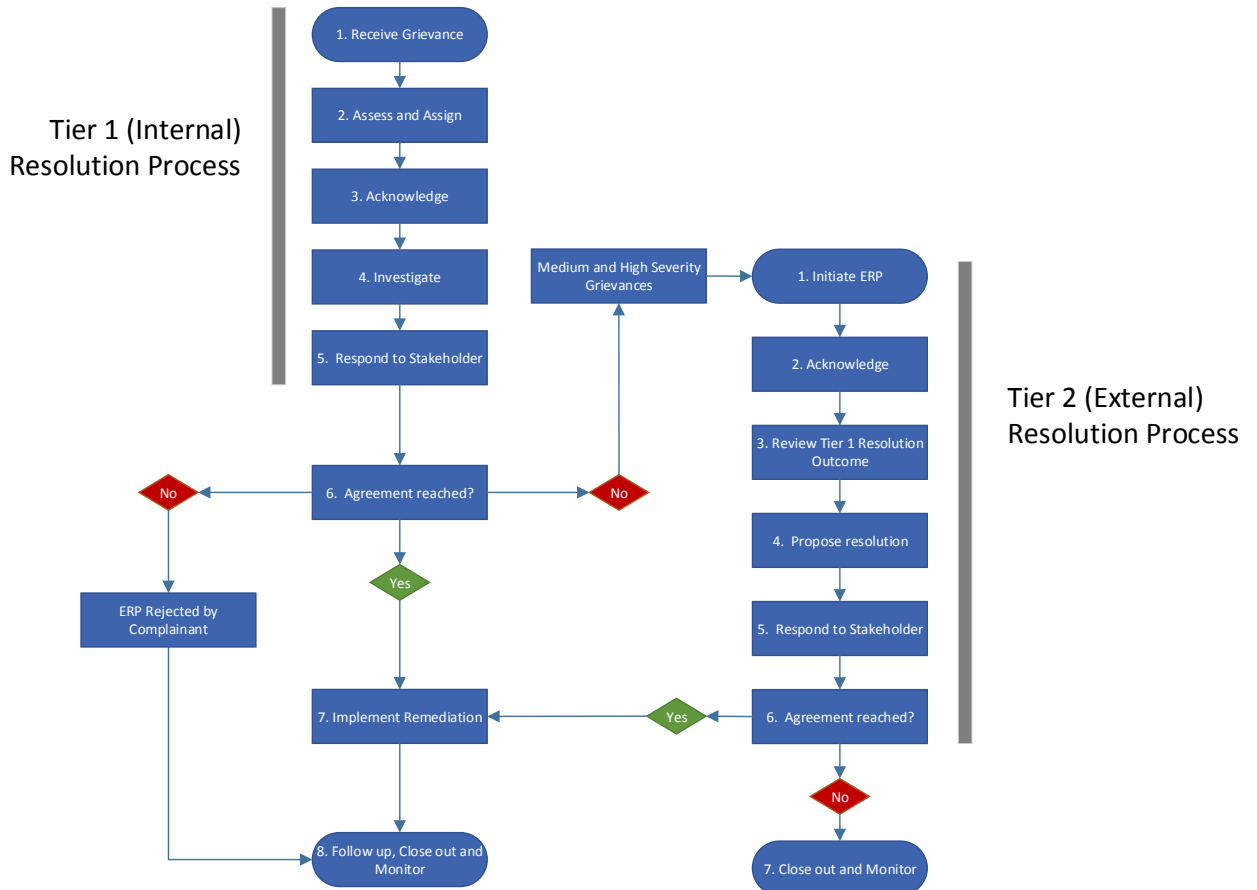 1. Receive Grievance
Tier 1 (Internal)
Resolution Process
2. Assess and Assign
3. Acknowledge
4. Investigate
5.  Respond to Stakeholder
6.  Agreement reached?
No
No
Yes
ERP Rejected by
Complainant
7. Implement Remediation
8. Follow up, Close out and
Monitor
Medium and High Severity
Grievances
1. Initiate ERP
2. Acknowledge
3. Review Tier 1 Resolution
Outcome
4.  Propose resolution
5.  Respond to Stakeholder
6.  Agreement reached?
Yes
No
7. Close out and Monitor
Tier 2 (External)
Resolution Process